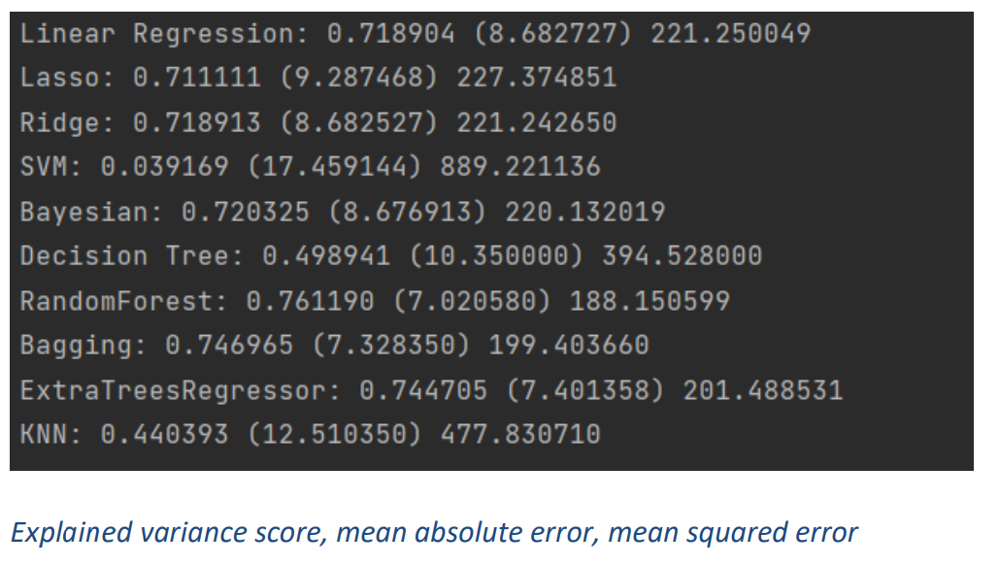 Linear Regression: 0.718904 (8.682727) 221.250049
Lasso: 0.711111 (9.287468) 227.374851
Ridge: 0.718913 (8.682527) 221.242650
SVM: 0.039169 (17.459144) 889.221136
Bayesian: 0.720325 (8.676913) 220.132019
Decision Tree: 0.498941 (10.350000) 394.528000
RandomForest: 0.761190 (7.020580) 188.150599
Bagging: 0.746965 (7.328350) 199.403660
ExtraTreesRegressor: 0.744705 (7.401358) 201.488531
KNN: 0.440393 (12.510350) 477.830710
Explained variance score, mean absolute error, mean squared error